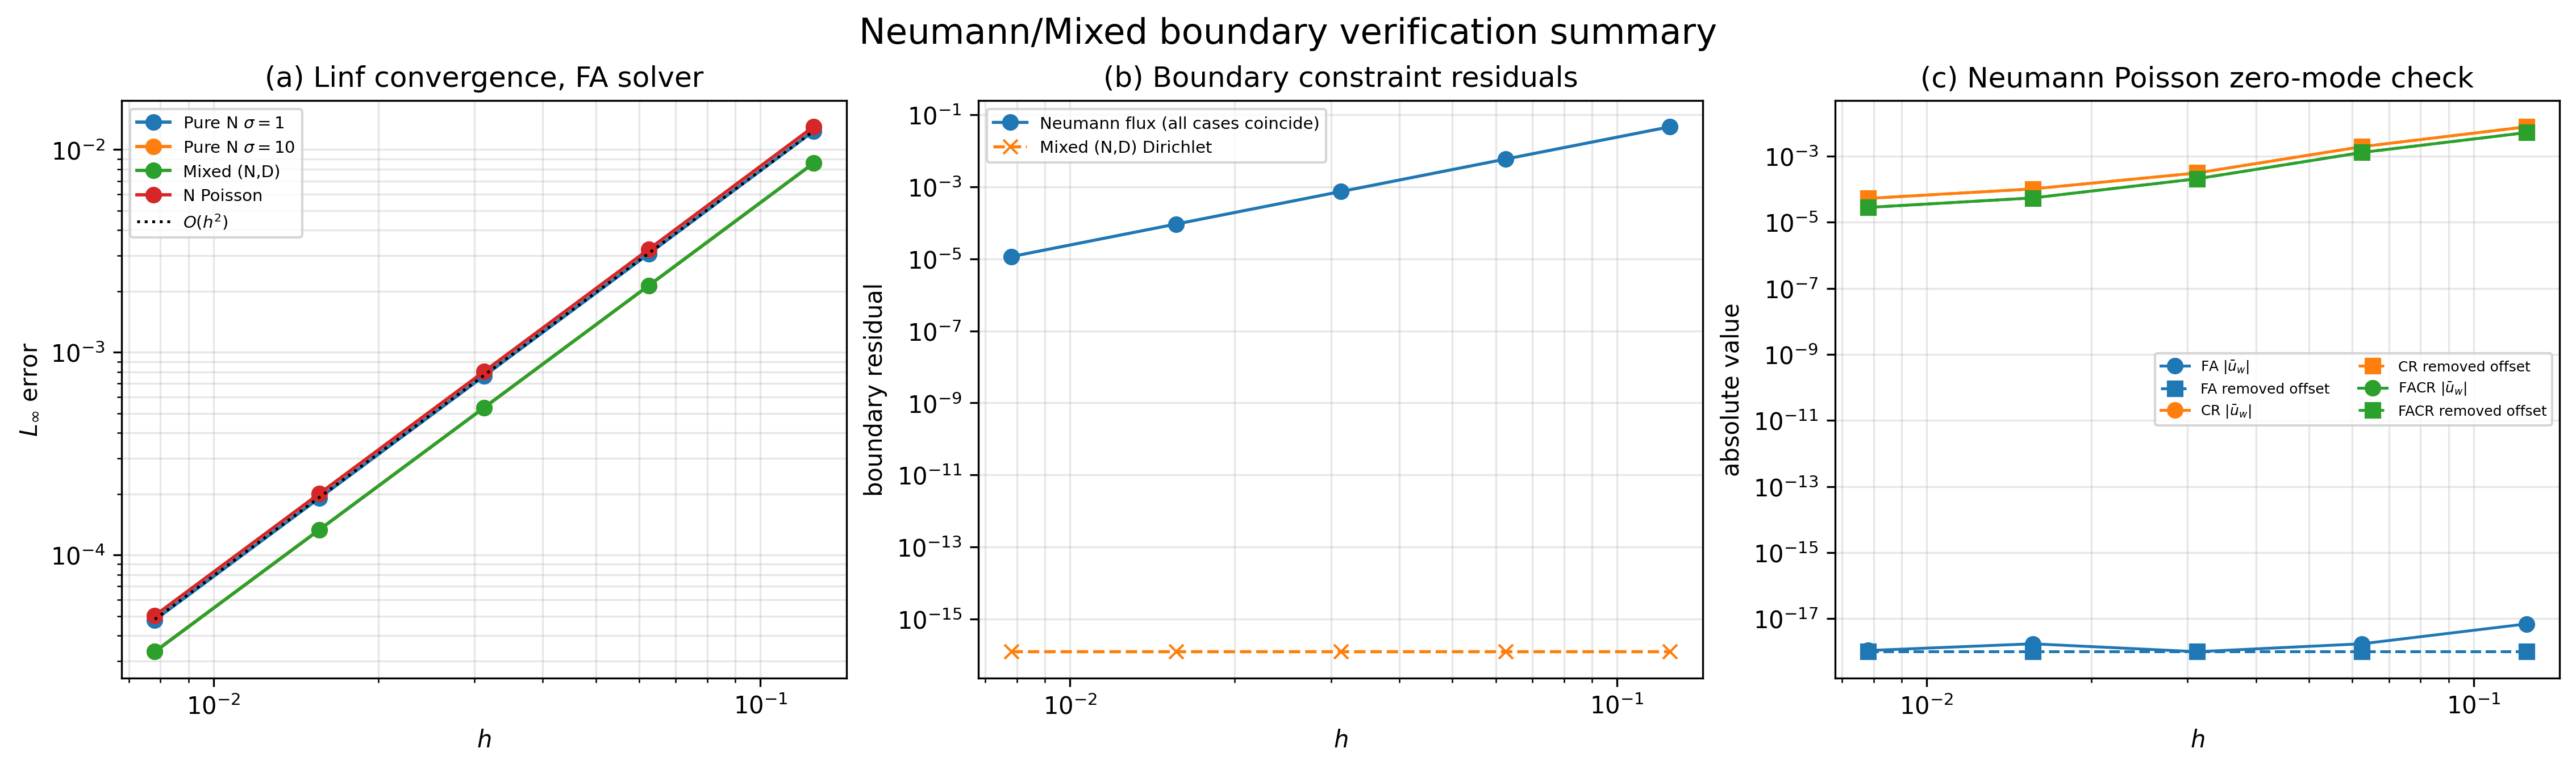 Neumann/Mixed boundary verification summary
(a) Linf convergence, FA solver
Pure N σ = 1
Pure N σ = 10
Mixed (N,D)
N Poisson
O(h²)
10⁻²
10⁻³
10⁻⁴
L∞ error
10⁻²
10⁻¹
h
(b) Boundary constraint residuals
Neumann flux (all cases coincide)
Mixed (N,D) Dirichlet
10⁻¹
10⁻³
10⁻⁵
10⁻⁷
10⁻⁹
10⁻¹¹
10⁻¹³
10⁻¹⁵
boundary residual
10⁻²
10⁻¹
h
(c) Neumann Poisson zero-mode check
10⁻³
10⁻⁵
10⁻⁷
10⁻⁹
10⁻¹¹
10⁻¹³
10⁻¹⁵
10⁻¹⁷
absolute value
FA |ū_w|
FA removed offset
CR |ū_w|
CR removed offset
FACR |ū_w|
FACR removed offset
10⁻²
10⁻¹
h